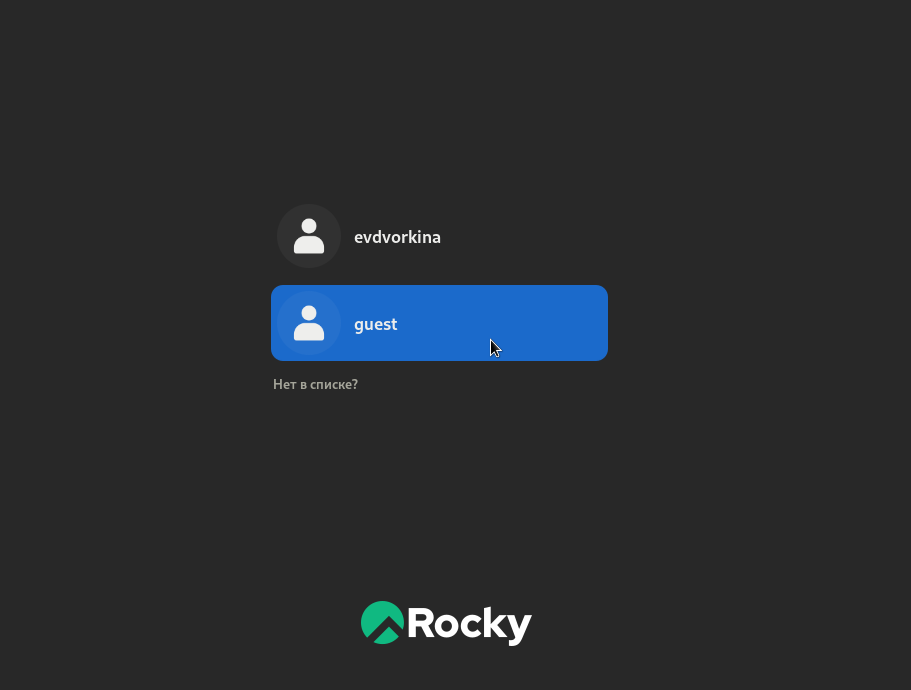 evdvorkina
guest
Нет в списке?
Rocky